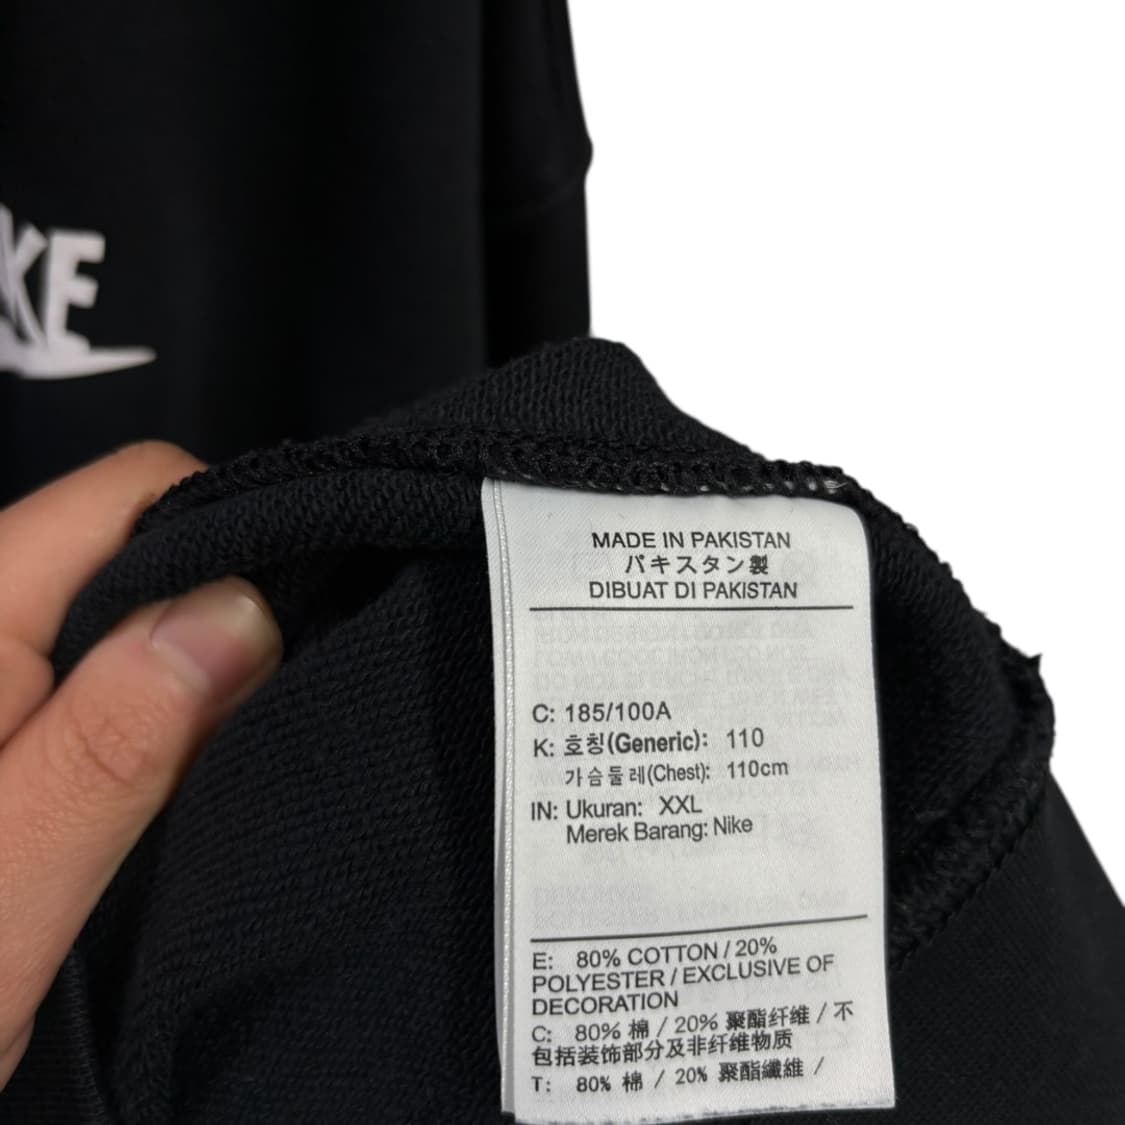 KE
MADE IN PAKISTAN
パキスタン製
DIBUAT DI PAKISTAN
C: 185/100A
K: 호칭(Generic): 110
가슴둘레(Chest): 110cm
IN: Ukuran: XXL
Merek Barang: Nike
E: 80% COTTON / 20%
POLYESTER / EXCLUSIVE OF
DECORATION
C: 80% 棉 / 20% 聚酯纤维 / 不
包括装饰部分及非纤维物质
T: 80% 棉 / 20% 聚酯纖維 /